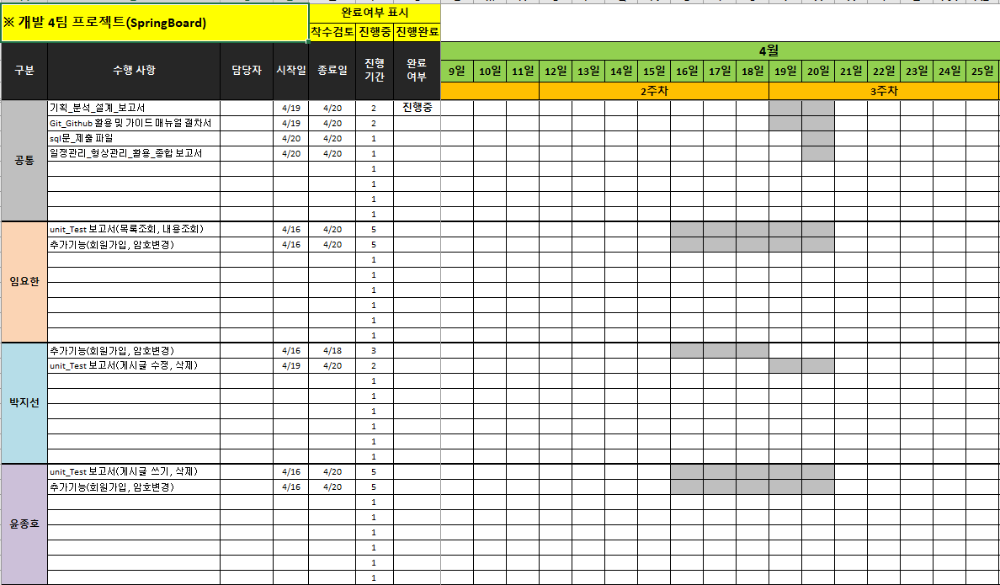 ※ 개발 4팀 프로젝트(SpringBoard)
완료여부 표시
착수검토 진행중 진행완료
구분 수행 사항 담당자 시작일 종료일 진행 기간 완료 여부
4월
9일 10일 11일 12일 13일 14일 15일 16일 17일 18일 19일 20일 21일 22일 23일 24일 25일
2주차 3주차
공통
기획_분석_설계_보고서 4/19 4/20 2 진행중
Git_Github 활용 및 가이드 매뉴얼 절차서 4/19 4/20 2
sql문_제출 파일 4/20 4/20 1
일정관리_형상관리_활용_종합 보고서 4/20 4/20 1
1
1
1
1
임요한
unit_Test 보고서(목록조회, 내용조회) 4/16 4/20 5
추가기능(회원가입, 암호변경) 4/16 4/20 5
1
1
1
1
1
1
박지선
추가기능(회원가입, 암호변경) 4/16 4/18 3
unit_Test 보고서(게시글 수정, 삭제) 4/19 4/20 2
1
1
1
1
1
1
윤종호
unit_Test 보고서(게시글 쓰기, 삭제) 4/16 4/20 5
추가기능(회원가입, 암호변경) 4/16 4/20 5
1
1
1
1
1
1